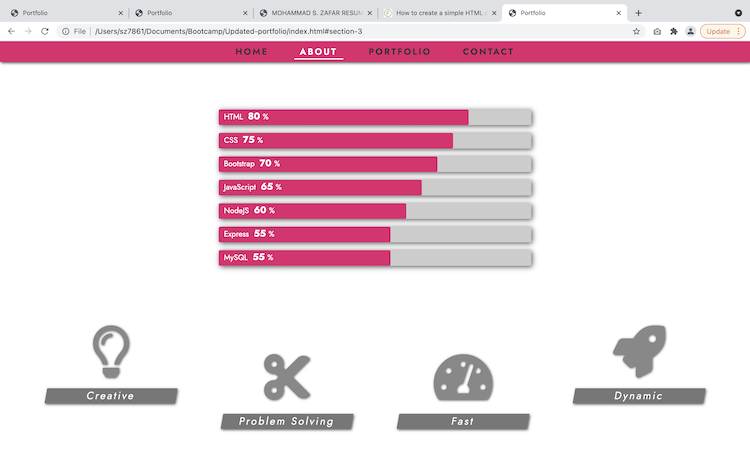 Portfolio
Portfolio
MOHAMMAD S. ZAFAR RESUM
How to create a simple HTML
Portfolio
File /Users/sz7861/Documents/Bootcamp/Updated-portfolio/index.html#section-3
Update
HOME ABOUT PORTFOLIO CONTACT
HTML 80 %
CSS 75 %
Bootstrap 70 %
JavaScript 65 %
NodeJS 60 %
Express 55 %
MySQL 55 %
Creative
Problem Solving
Fast
Dynamic